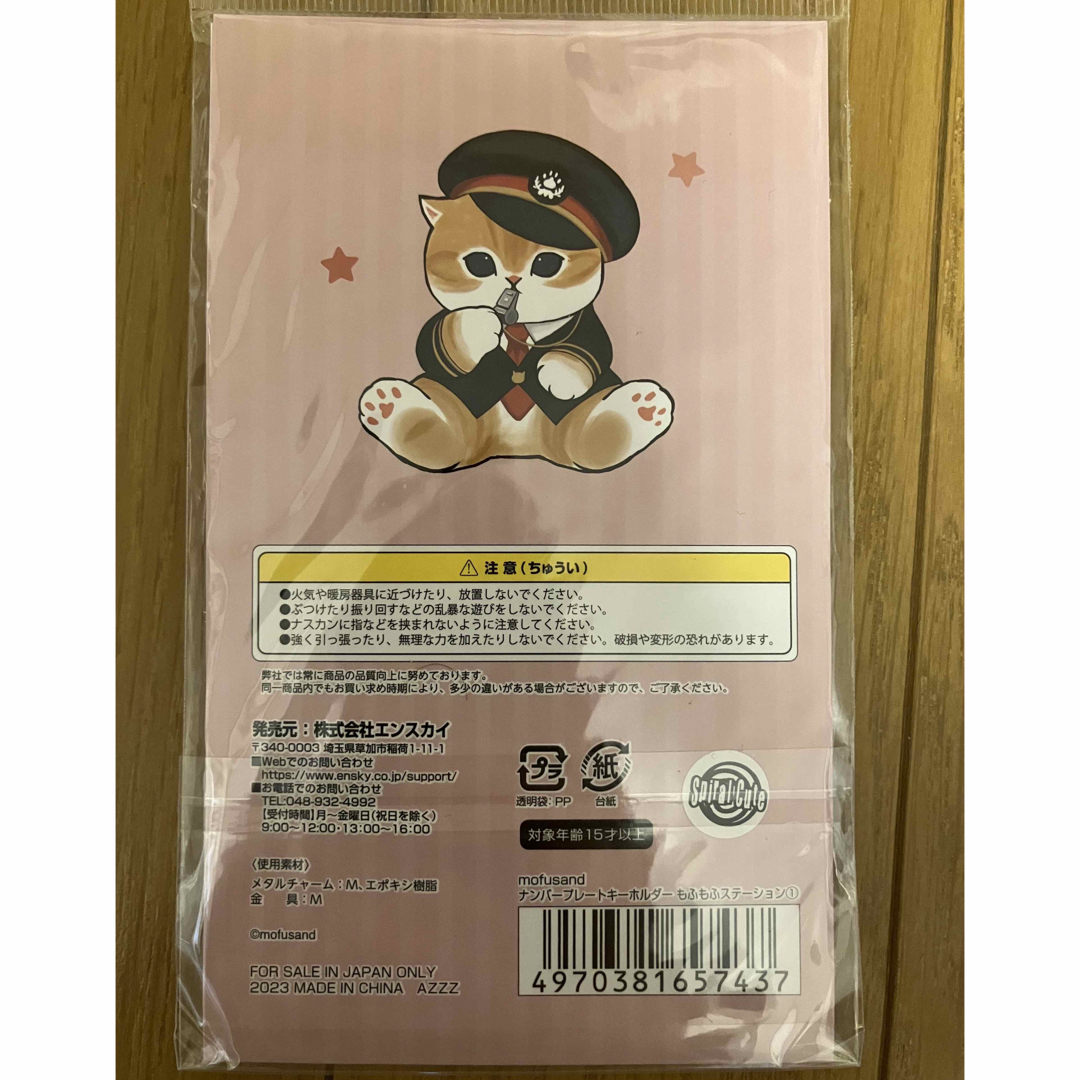 注意(ちゅうい)
●火気や暖房器具に近づけたり、放置しないでください。
●ぶつけたり振り回すなどの乱暴な遊びをしないでください。
●ナスカンに指などを挟まれないように注意してください。
●強く引っ張ったり、無理な力を加えたりしないでください。破損や変形の恐れがあります。
弊社では常に商品の品質向上に努めております。
同一商品内でもお買い求め時期により、多少の違いがある場合がございますので、ご了承ください。
発売元:株式会社エンスカイ
〒340-0003 埼玉県草加市稲荷1-11-1
■Webでのお問い合わせ
https://www.ensky.co.jp/support/
■お電話でのお問い合わせ
TEL:048-932-4992
【受付時間】月〜金曜日(祝日を除く)
9:00〜12:00・13:00〜16:00
〈使用素材〉
メタルチャーム:M、エポキシ樹脂
金　具:M
©mofusand
FOR SALE IN JAPAN ONLY
2023 MADE IN CHINA AZZZ
プラ
透明袋:PP
紙
台紙
Spiral Cute
対象年齢15才以上
mofusand
ナンバープレートキーホルダー もふもふステーション①
4970381657437